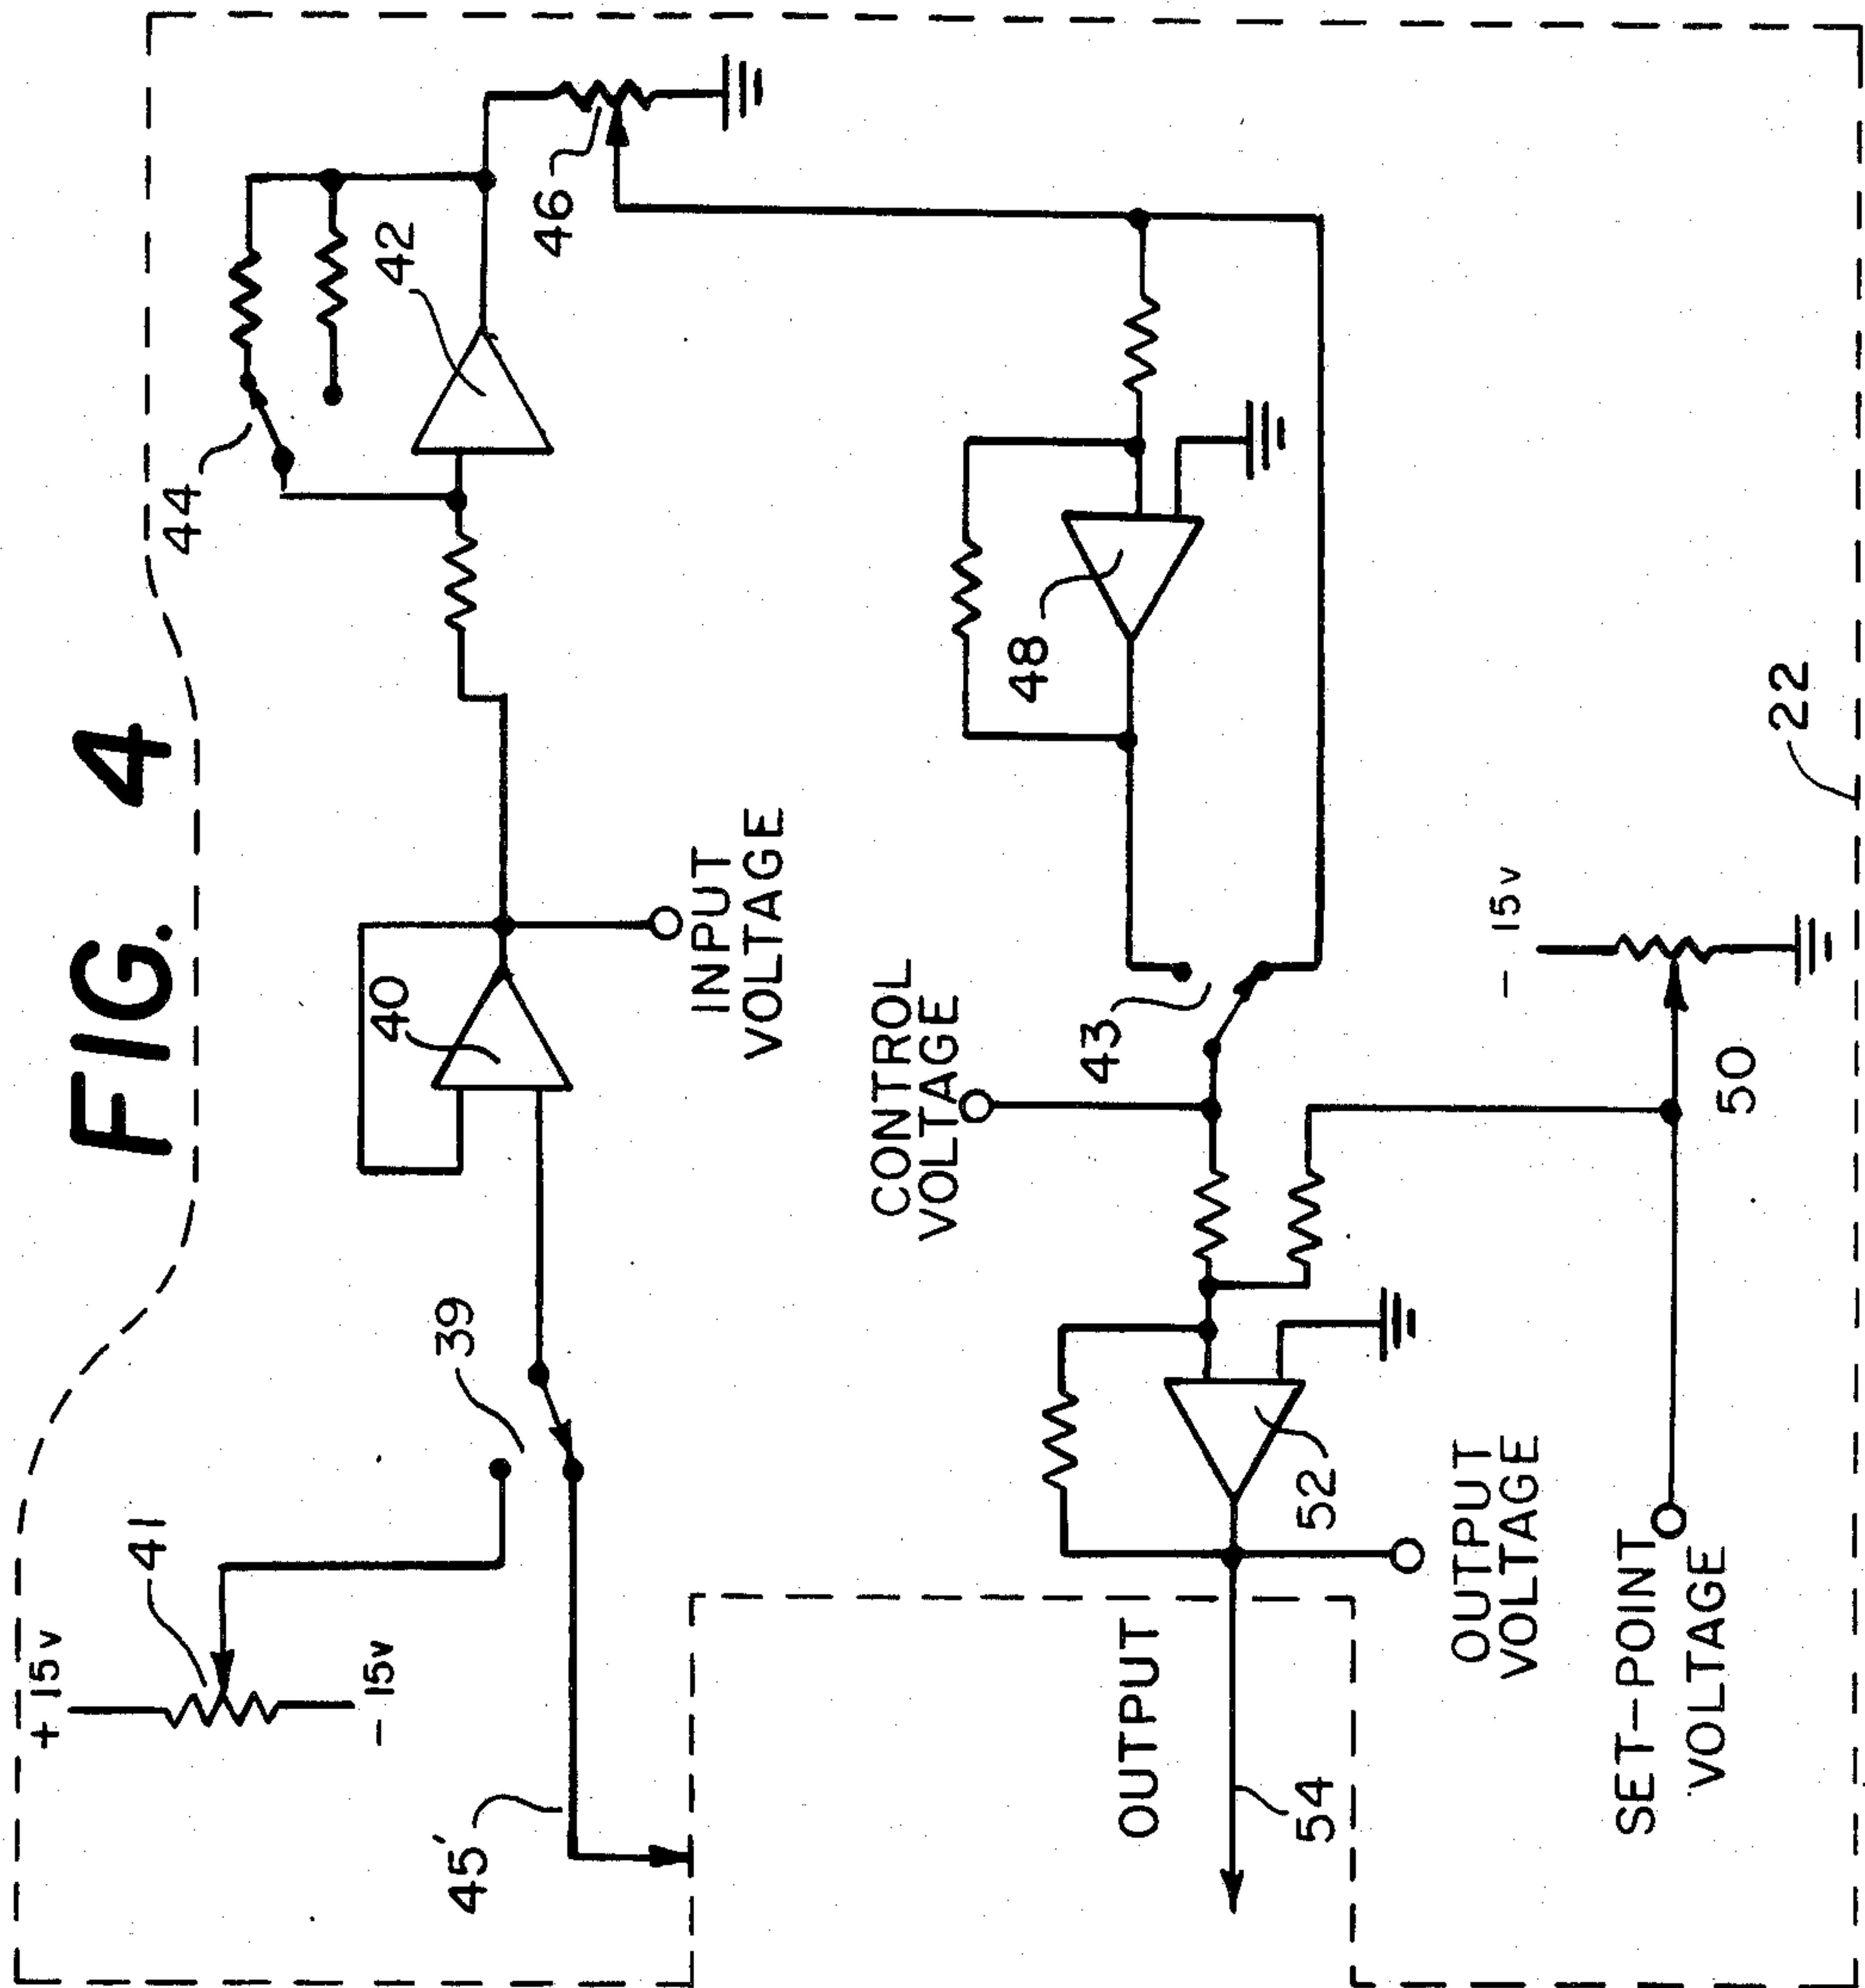 FIG. 4
+ 15v
41
- 15v
39
45'
40
INPUT
VOLTAGE
44
42
46
CONTROL
VOLTAGE
43
48
OUTPUT
54
52
OUTPUT
VOLTAGE
SET-POINT
VOLTAGE
50
- 15v
22